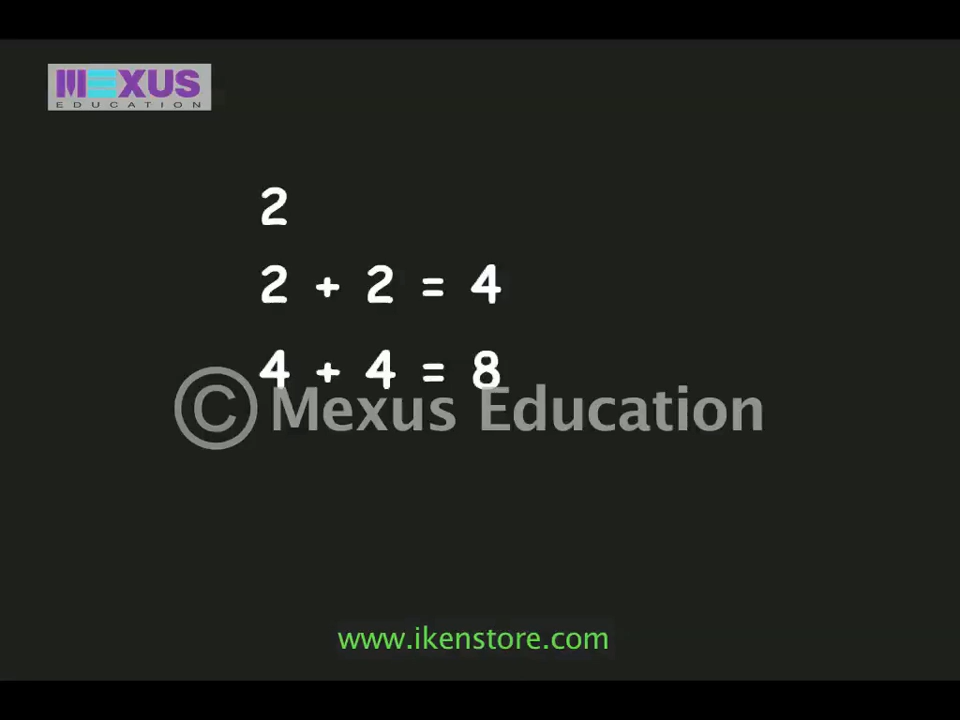 MEXUS
EDUCATION
2
2 + 2 = 4
4 + 4 = 8
© Mexus Education
www.ikenstore.com